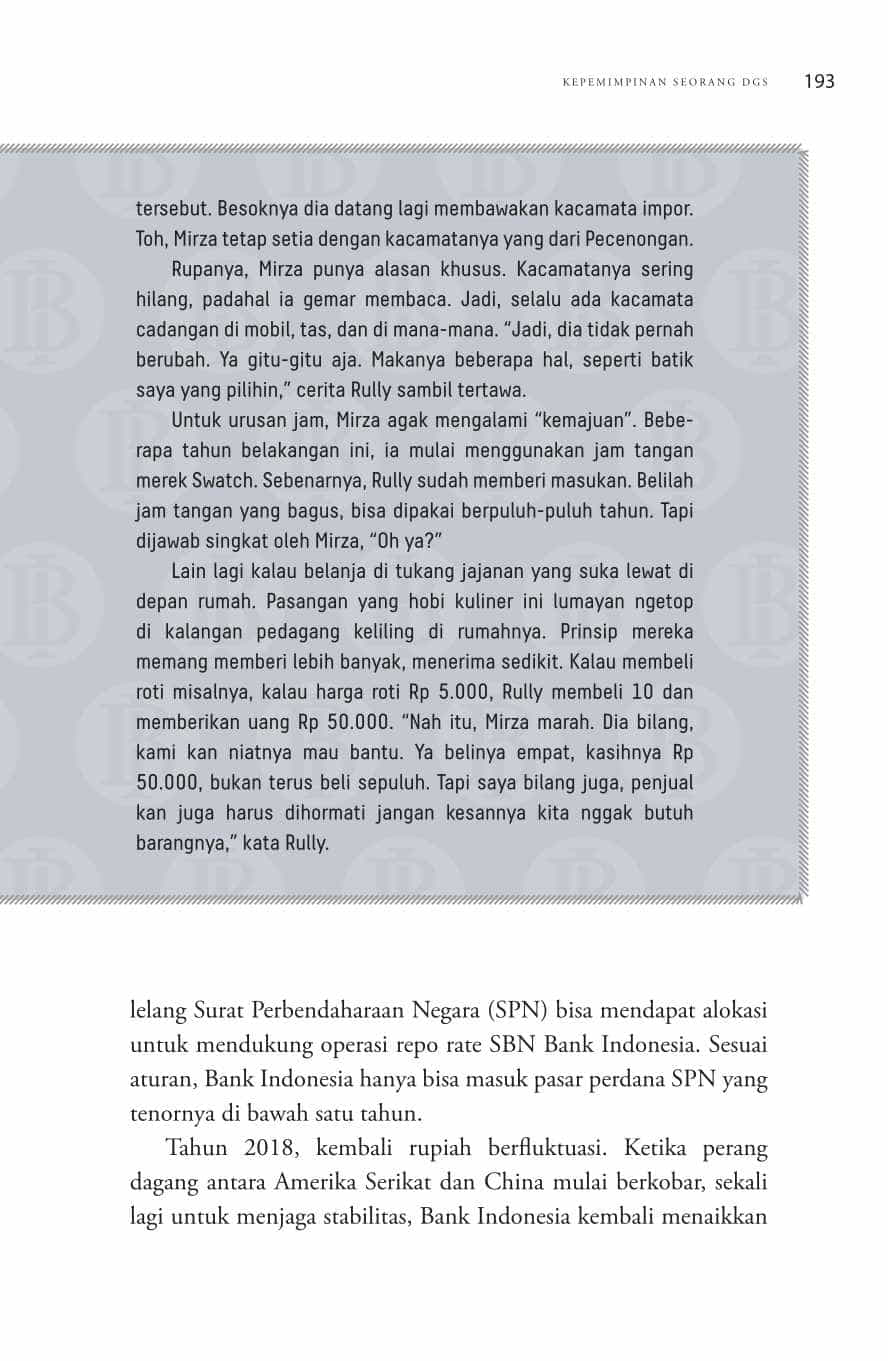 KEPEMIMPINAN SEORANG DGS 193
tersebut. Besoknya dia datang lagi membawakan kacamata impor.
Toh, Mirza tetap setia dengan kacamatanya yang dari Pecenongan.
Rupanya, Mirza punya alasan khusus. Kacamatanya sering
hilang, padahal ia gemar membaca. Jadi, selalu ada kacamata
cadangan di mobil, tas, dan di mana-mana. “Jadi, dia tidak pernah
berubah. Ya gitu-gitu aja. Makanya beberapa hal, seperti batik
saya yang pilihin,” cerita Rully sambil tertawa.
Untuk urusan jam, Mirza agak mengalami “kemajuan”. Bebe-
rapa tahun belakangan ini, ia mulai menggunakan jam tangan
merek Swatch. Sebenarnya, Rully sudah memberi masukan. Belilah
jam tangan yang bagus, bisa dipakai berpuluh-puluh tahun. Tapi
dijawab singkat oleh Mirza, “Oh ya?”
Lain lagi kalau belanja di tukang jajanan yang suka lewat di
depan rumah. Pasangan yang hobi kuliner ini lumayan ngetop
di kalangan pedagang keliling di rumahnya. Prinsip mereka
memang memberi lebih banyak, menerima sedikit. Kalau membeli
roti misalnya, kalau harga roti Rp 5.000, Rully membeli 10 dan
memberikan uang Rp 50.000. “Nah itu, Mirza marah. Dia bilang,
kami kan niatnya mau bantu. Ya belinya empat, kasihnya Rp
50.000, bukan terus beli sepuluh. Tapi saya bilang juga, penjual
kan juga harus dihormati jangan kesannya kita nggak butuh
barangnya,” kata Rully.
lelang Surat Perbendaharaan Negara (SPN) bisa mendapat alokasi
untuk mendukung operasi repo rate SBN Bank Indonesia. Sesuai
aturan, Bank Indonesia hanya bisa masuk pasar perdana SPN yang
tenornya di bawah satu tahun.
Tahun 2018, kembali rupiah berfluktuasi. Ketika perang
dagang antara Amerika Serikat dan China mulai berkobar, sekali
lagi untuk menjaga stabilitas, Bank Indonesia kembali menaikkan